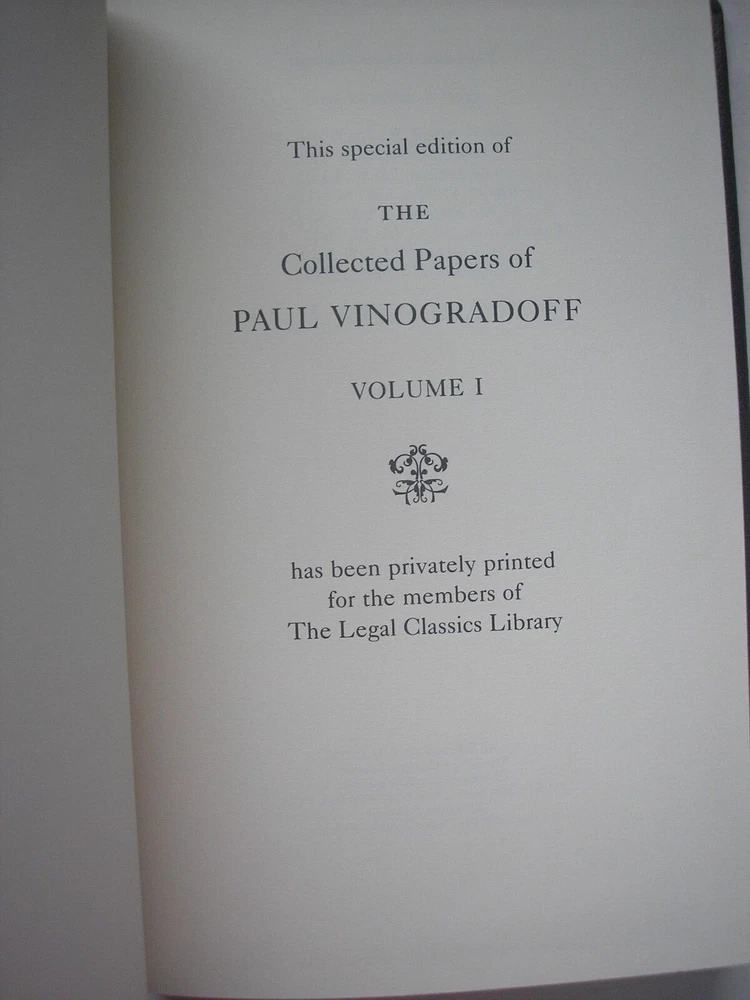 This special edition of
THE
Collected Papers of
PAUL VINOGRADOFF
VOLUME I
has been privately printed
for the members of
The Legal Classics Library